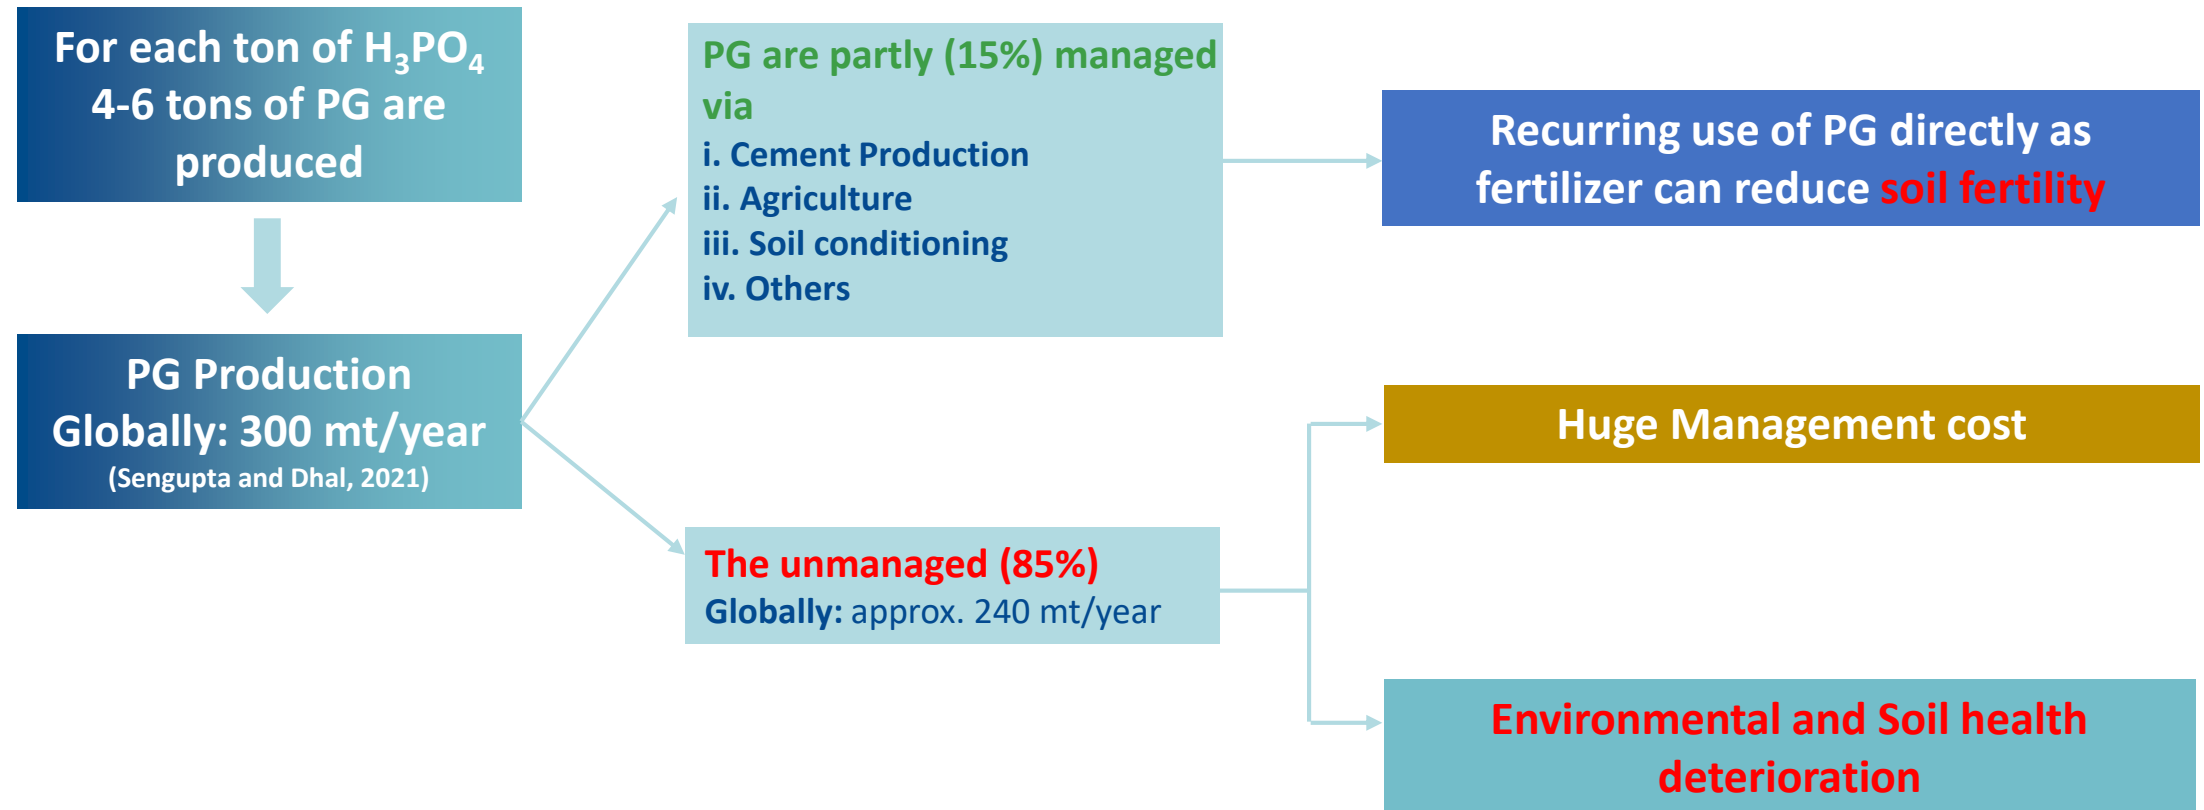 For each ton of H₃PO₄
4-6 tons of PG are
produced
PG Production
Globally: 300 mt/year
(Sengupta and Dhal, 2021)
PG are partly (15%) managed
via
i. Cement Production
ii. Agriculture
iii. Soil conditioning
iv. Others
The unmanaged (85%)
Globally: approx. 240 mt/year
Recurring use of PG directly as
fertilizer can reduce soil fertility
Huge Management cost
Environmental and Soil health
deterioration